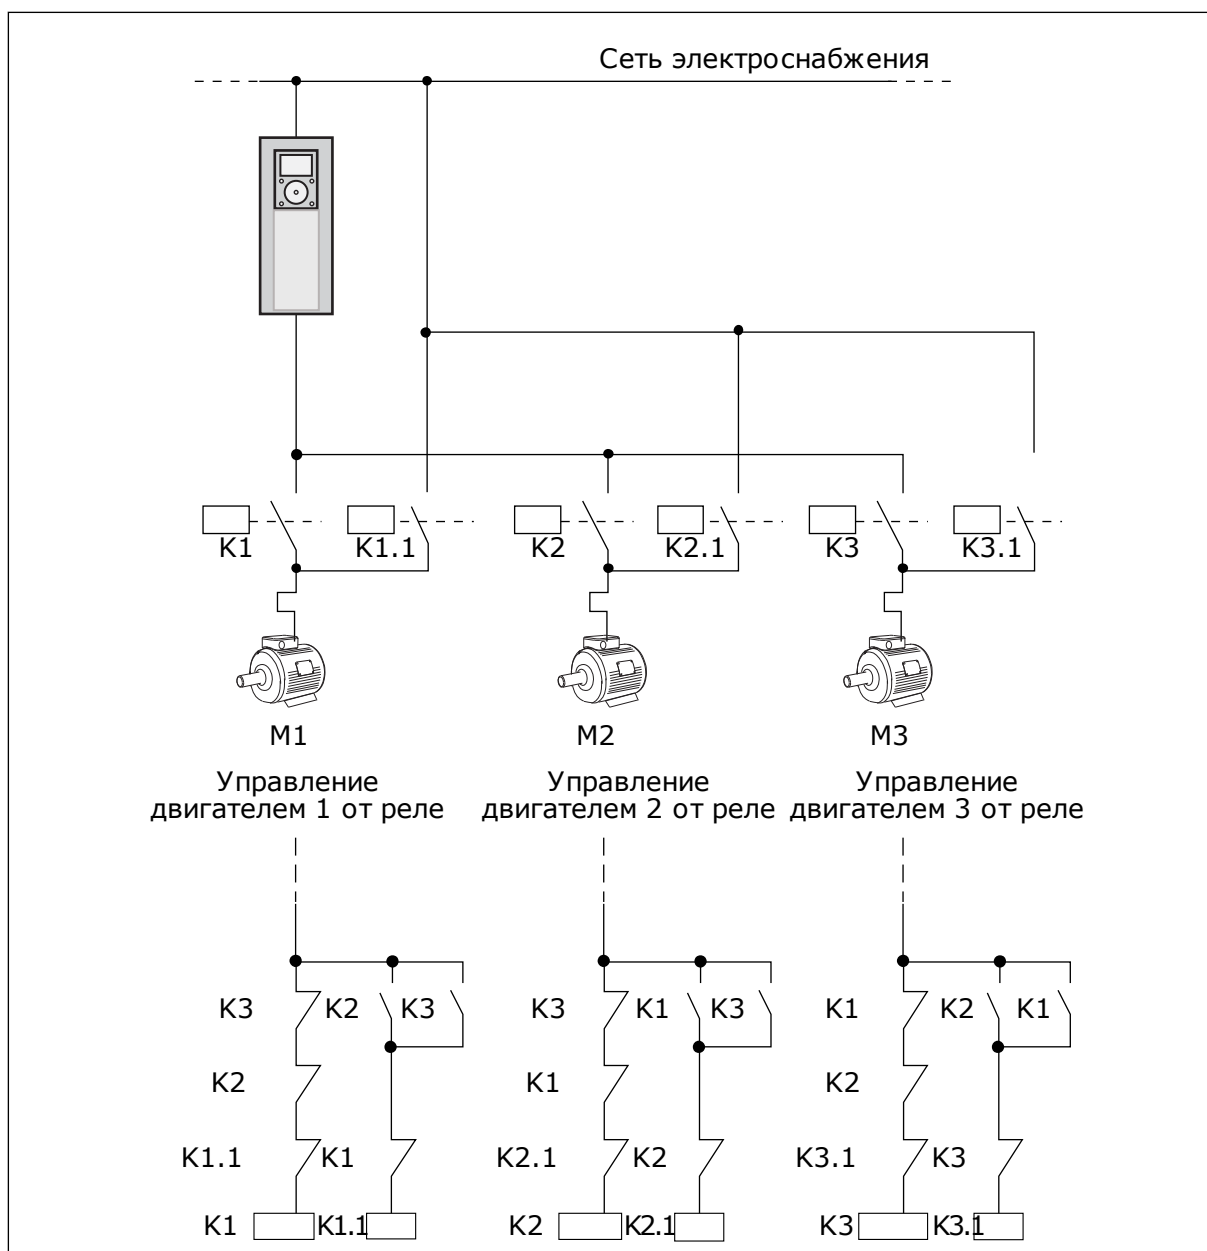 Сеть электроснабжения
K1 K1.1 K2 K2.1 K3 K3.1
M1 M2 M3
Управление Управление Управление
двигателем 1 от реле двигателем 2 от реле двигателем 3 от реле
K3 K2 K3 K3 K1 K3 K1 K2 K1
K2 K1 K2
K1.1 K1 K2.1 K2 K3.1 K3
K1 K1.1 K2 K2.1 K3 K3.1